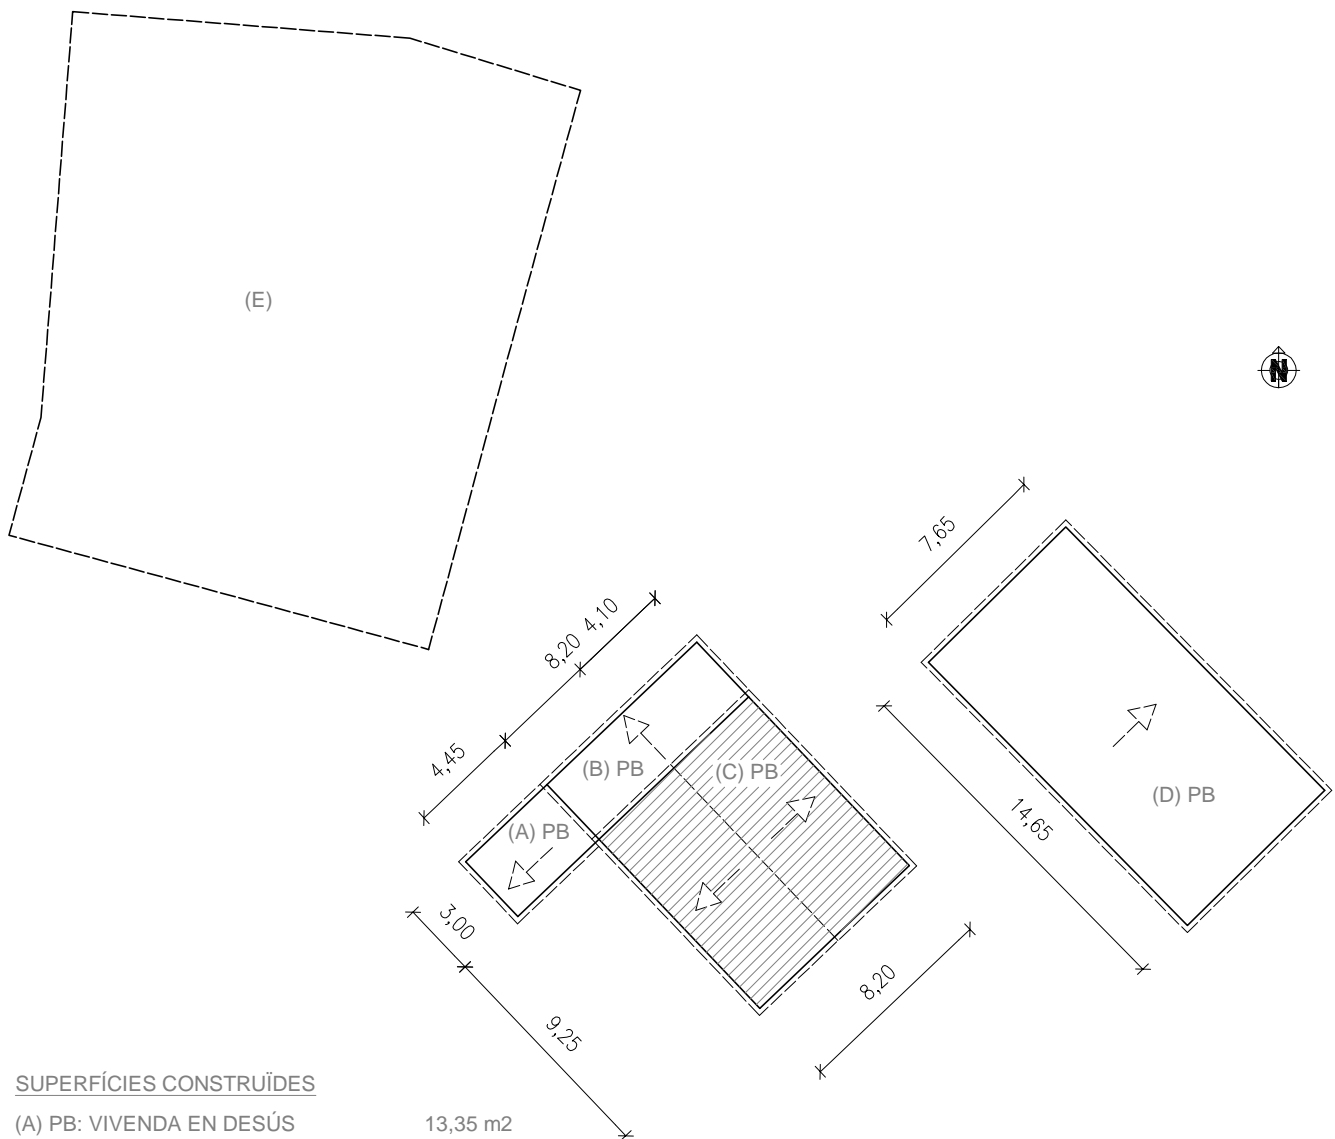 (E)
N
7,65
8,20 4,10
4,45
(B) PB
(C) PB
(A) PB
(D) PB
14,65
3,00
8,20
9,25
SUPERFÍCIES CONSTRUÏDES
(A) PB: VIVENDA EN DESÚS 13,35 m2